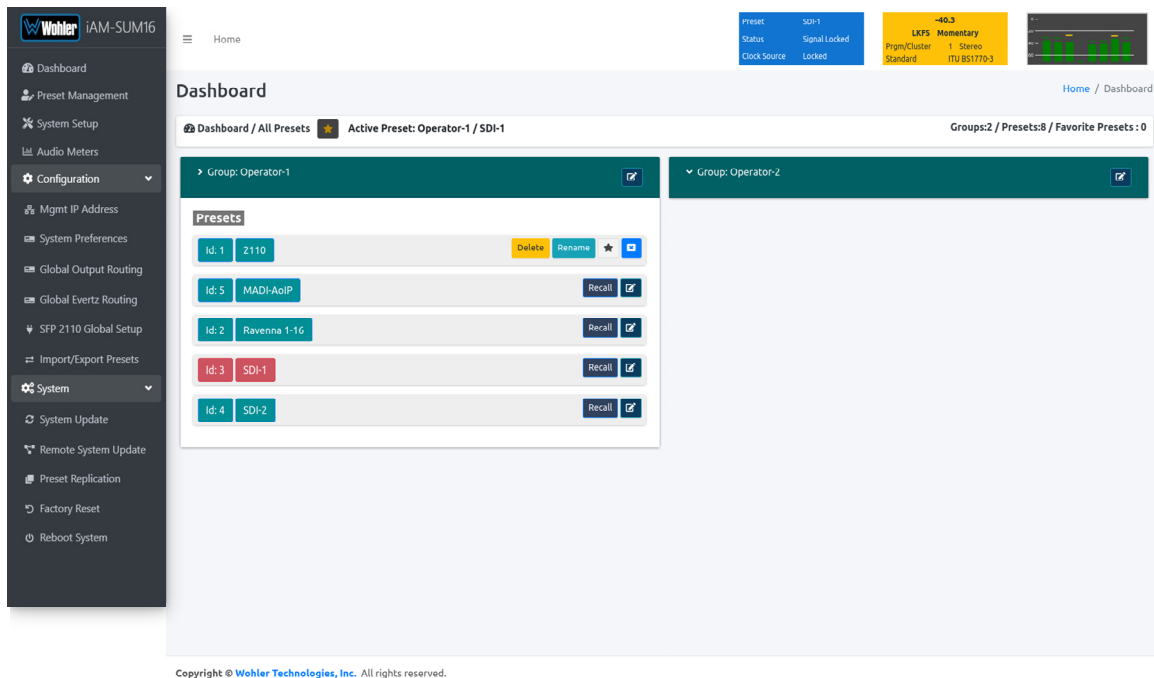 Wohler iAM-SUM16
Dashboard
Preset Management
System Setup
Audio Meters
Configuration
Mgmt IP Address
System Preferences
Global Output Routing
Global Evertz Routing
SFP 2110 Global Setup
Import/Export Presets
System
System Update
Remote System Update
Preset Replication
Factory Reset
Reboot System
Home
Preset SDI-1
Status Signal Locked
Clock Source Locked
-40.3
LKFS Momentary
Prgm/Cluster 1 Stereo
Standard ITU BS1770-3
Dashboard
Home / Dashboard
Dashboard / All Presets Active Preset: Operator-1 / SDI-1
Groups:2 / Presets:8 / Favorite Presets : 0
Group: Operator-1
Presets
Id: 1 2110 Delete Rename
Id: 5 MADI-AoIP Recall
Id: 2 Ravenna 1-16 Recall
Id: 3 SDI-1 Recall
Id: 4 SDI-2 Recall
Group: Operator-2
Copyright © Wohler Technologies, Inc. All rights reserved.